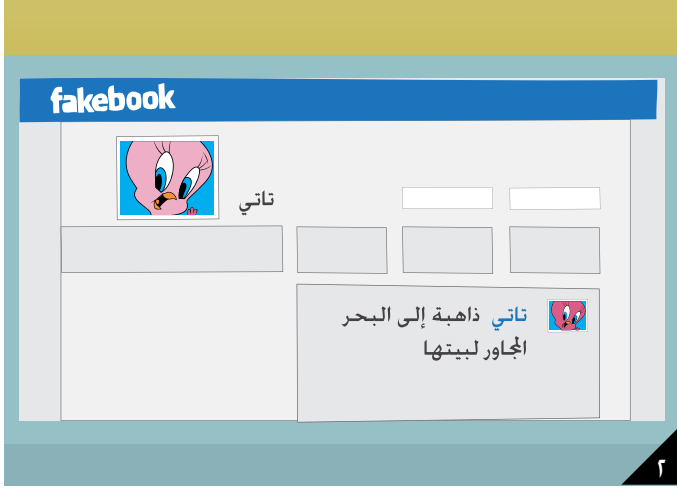 fakebook
تاتي
تاتي ذاهبة إلى البحر
المجاور لبيتها
٢